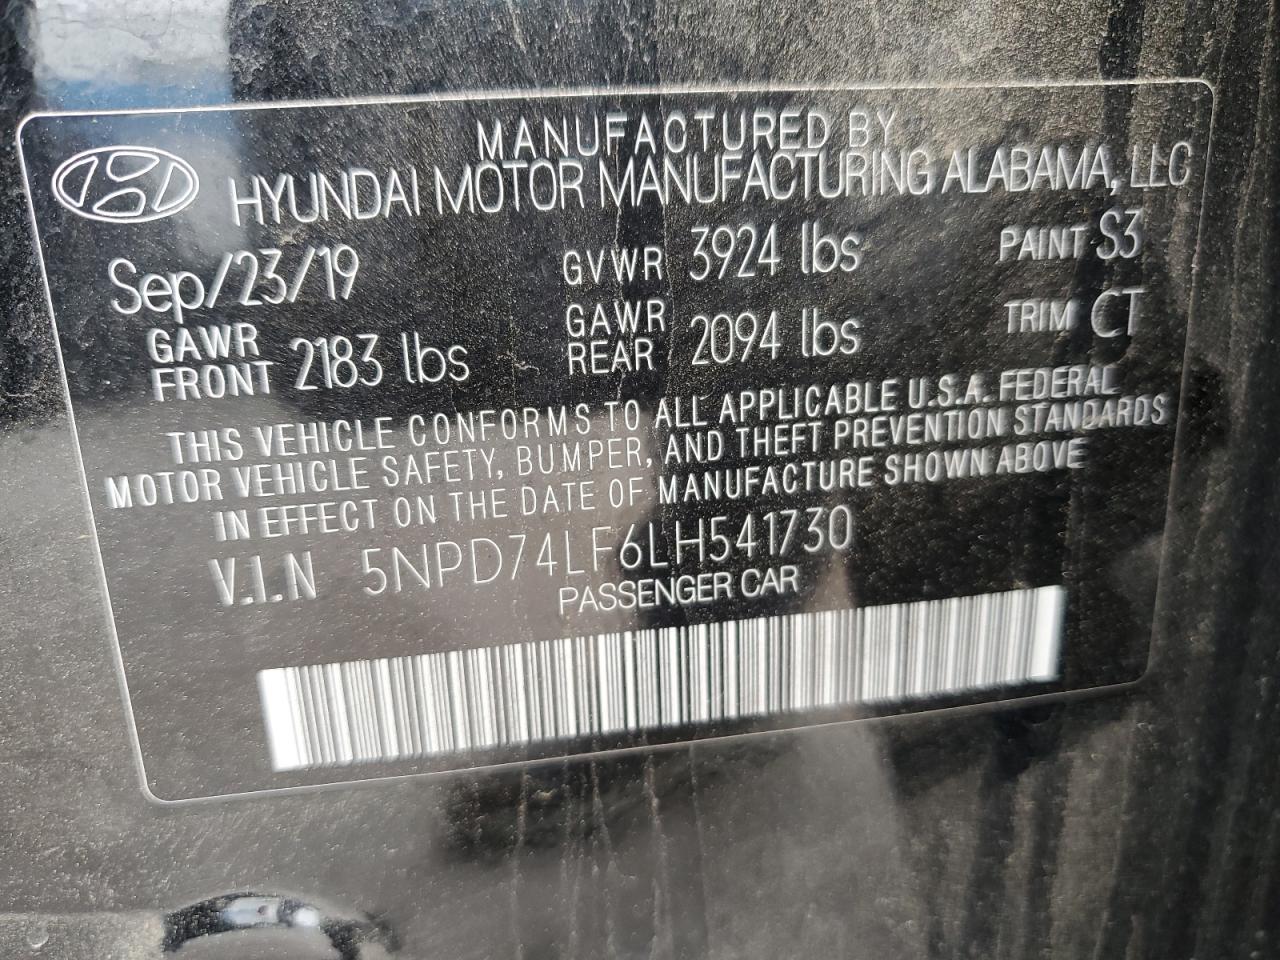 MANUFACTURED BY
HYUNDAI MOTOR MANUFACTURING ALABAMA, LLC
Sep/23/19 GVWR 3924 lbs PAINT S3
GAWR FRONT 2183 lbs GAWR REAR 2094 lbs TRIM CT
THIS VEHICLE CONFORMS TO ALL APPLICABLE U.S.A. FEDERAL
MOTOR VEHICLE SAFETY, BUMPER, AND THEFT PREVENTION STANDARDS
IN EFFECT ON THE DATE OF MANUFACTURE SHOWN ABOVE
V.I.N 5NPD74LF6LH541730
PASSENGER CAR